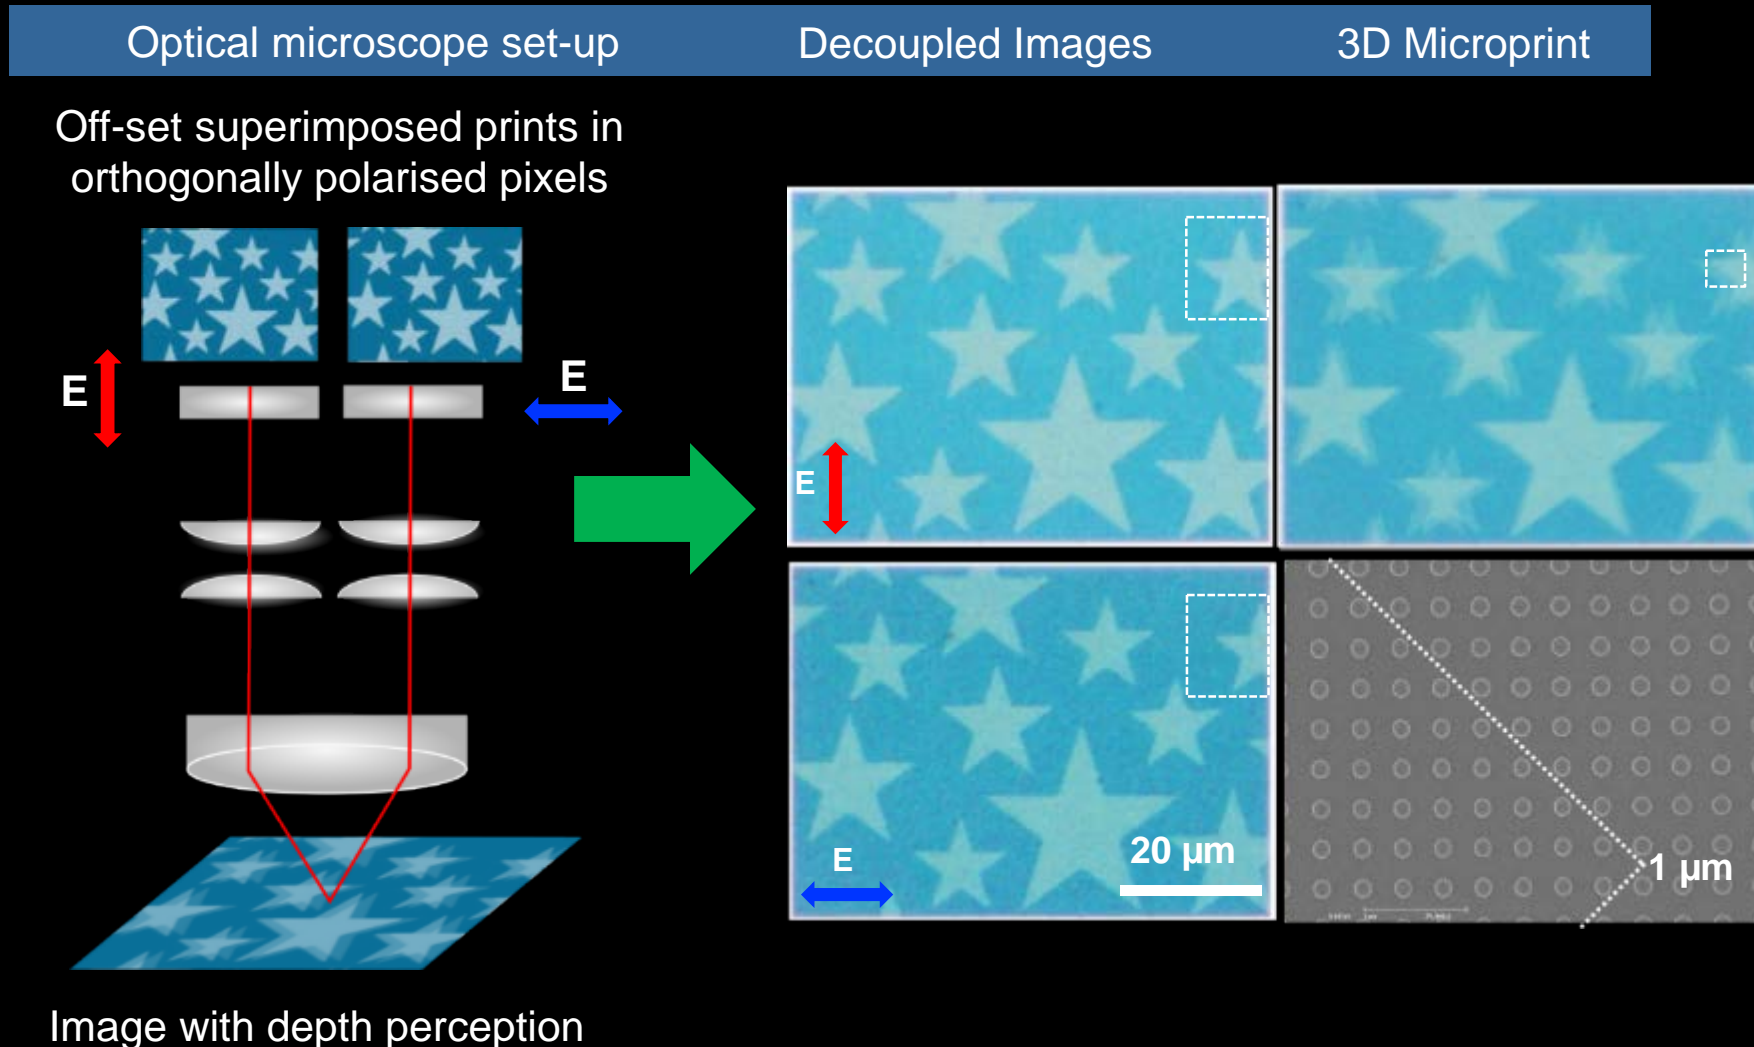 Optical microscope set-up
Decoupled Images
3D Microprint
Off-set superimposed prints in
orthogonally polarised pixels
E
E
E
E
20 µm
1 µm
Image with depth perception